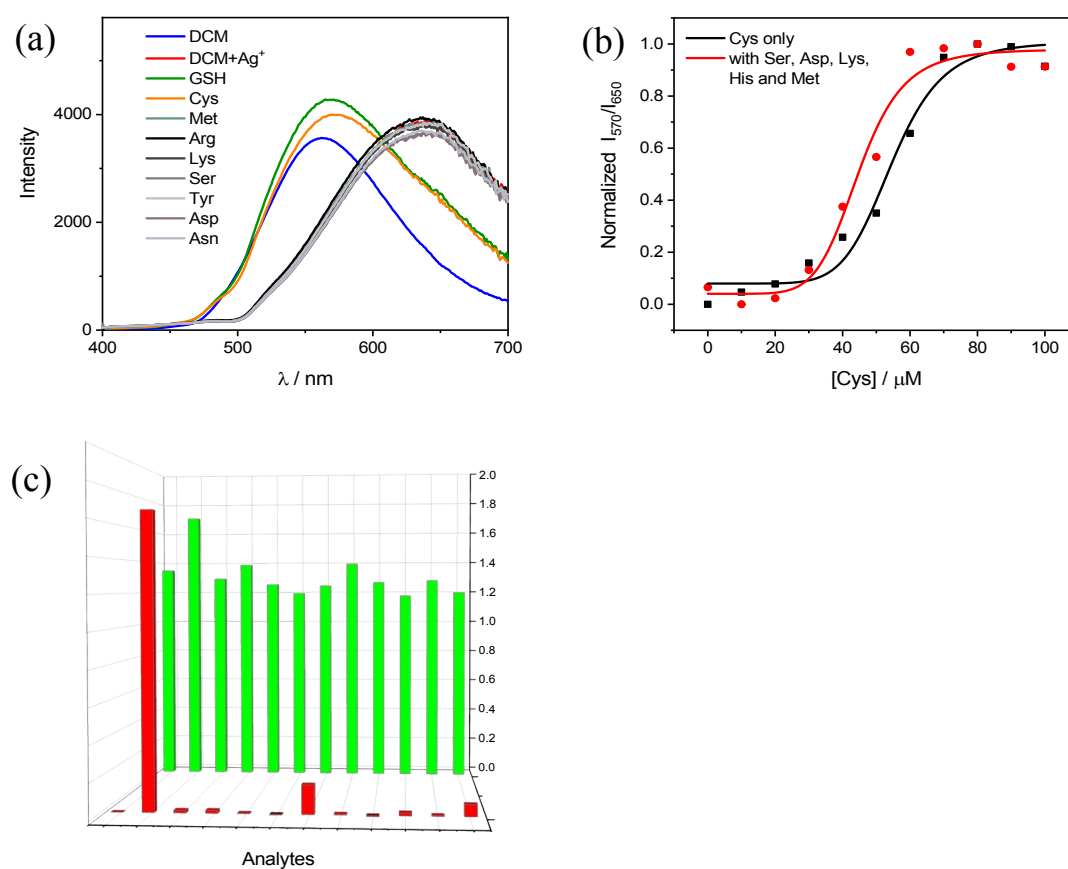 (a)
DCM
DCM+Ag⁺
GSH
Cys
Met
Arg
Lys
Ser
Tyr
Asp
Asn
4000
2000
0
Intensity
400 500 600 700
λ / nm
(b)
Cys only
with Ser, Asp, Lys,
His and Met
1.0
0.8
0.6
0.4
0.2
0.0
Normalized I₅₇₀/I₆₅₀
0 20 40 60 80 100
[Cys] / μM
(c)
2.0
1.8
1.6
1.4
1.2
1.0
0.8
0.6
0.4
0.2
0.0
Analytes